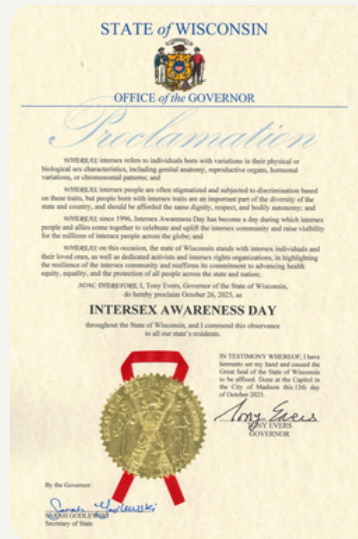 STATE of WISCONSIN
OFFICE of the GOVERNOR
Proclamation
WHEREAS; intersex refers to individuals born with variations in their physical or
biological sex characteristics, including genital anatomy, reproductive organs, hormonal
variations, or chromosomal patterns; and
WHEREAS; intersex people are often stigmatized and subjected to discrimination based
on these traits, but people born with intersex traits are an important part of the diversity of the
state and country, and should be afforded the same dignity, respect, and bodily autonomy; and
WHEREAS; since 1996, Intersex Awareness Day has become a day during which intersex
people and allies come together to celebrate and uplift the intersex community and raise visibility
for the millions of intersex people across the globe; and
WHEREAS; on this occasion, the state of Wisconsin stands with intersex individuals and
their loved ones, as well as dedicated activists and intersex rights organizations, in highlighting
the resilience of the intersex community and reaffirms its commitment to advancing health
equity, equality, and the protection of all people across the state and nation;
NOW, THEREFORE, I, Tony Evers, Governor of the State of Wisconsin,
do hereby proclaim October 26, 2025, as
INTERSEX AWARENESS DAY
throughout the State of Wisconsin, and I commend this observance
to all our state's residents.
IN TESTIMONY WHEREOF, I have
hereunto set my hand and caused the
Great Seal of the State of Wisconsin
to be affixed. Done at the Capitol in
the City of Madison this 13th day
of October 2025.
Tony Evers
TONY EVERS
GOVERNOR
By the Governor:
Sarah Godlewski
SARAH GODLEWSKI
Secretary of State